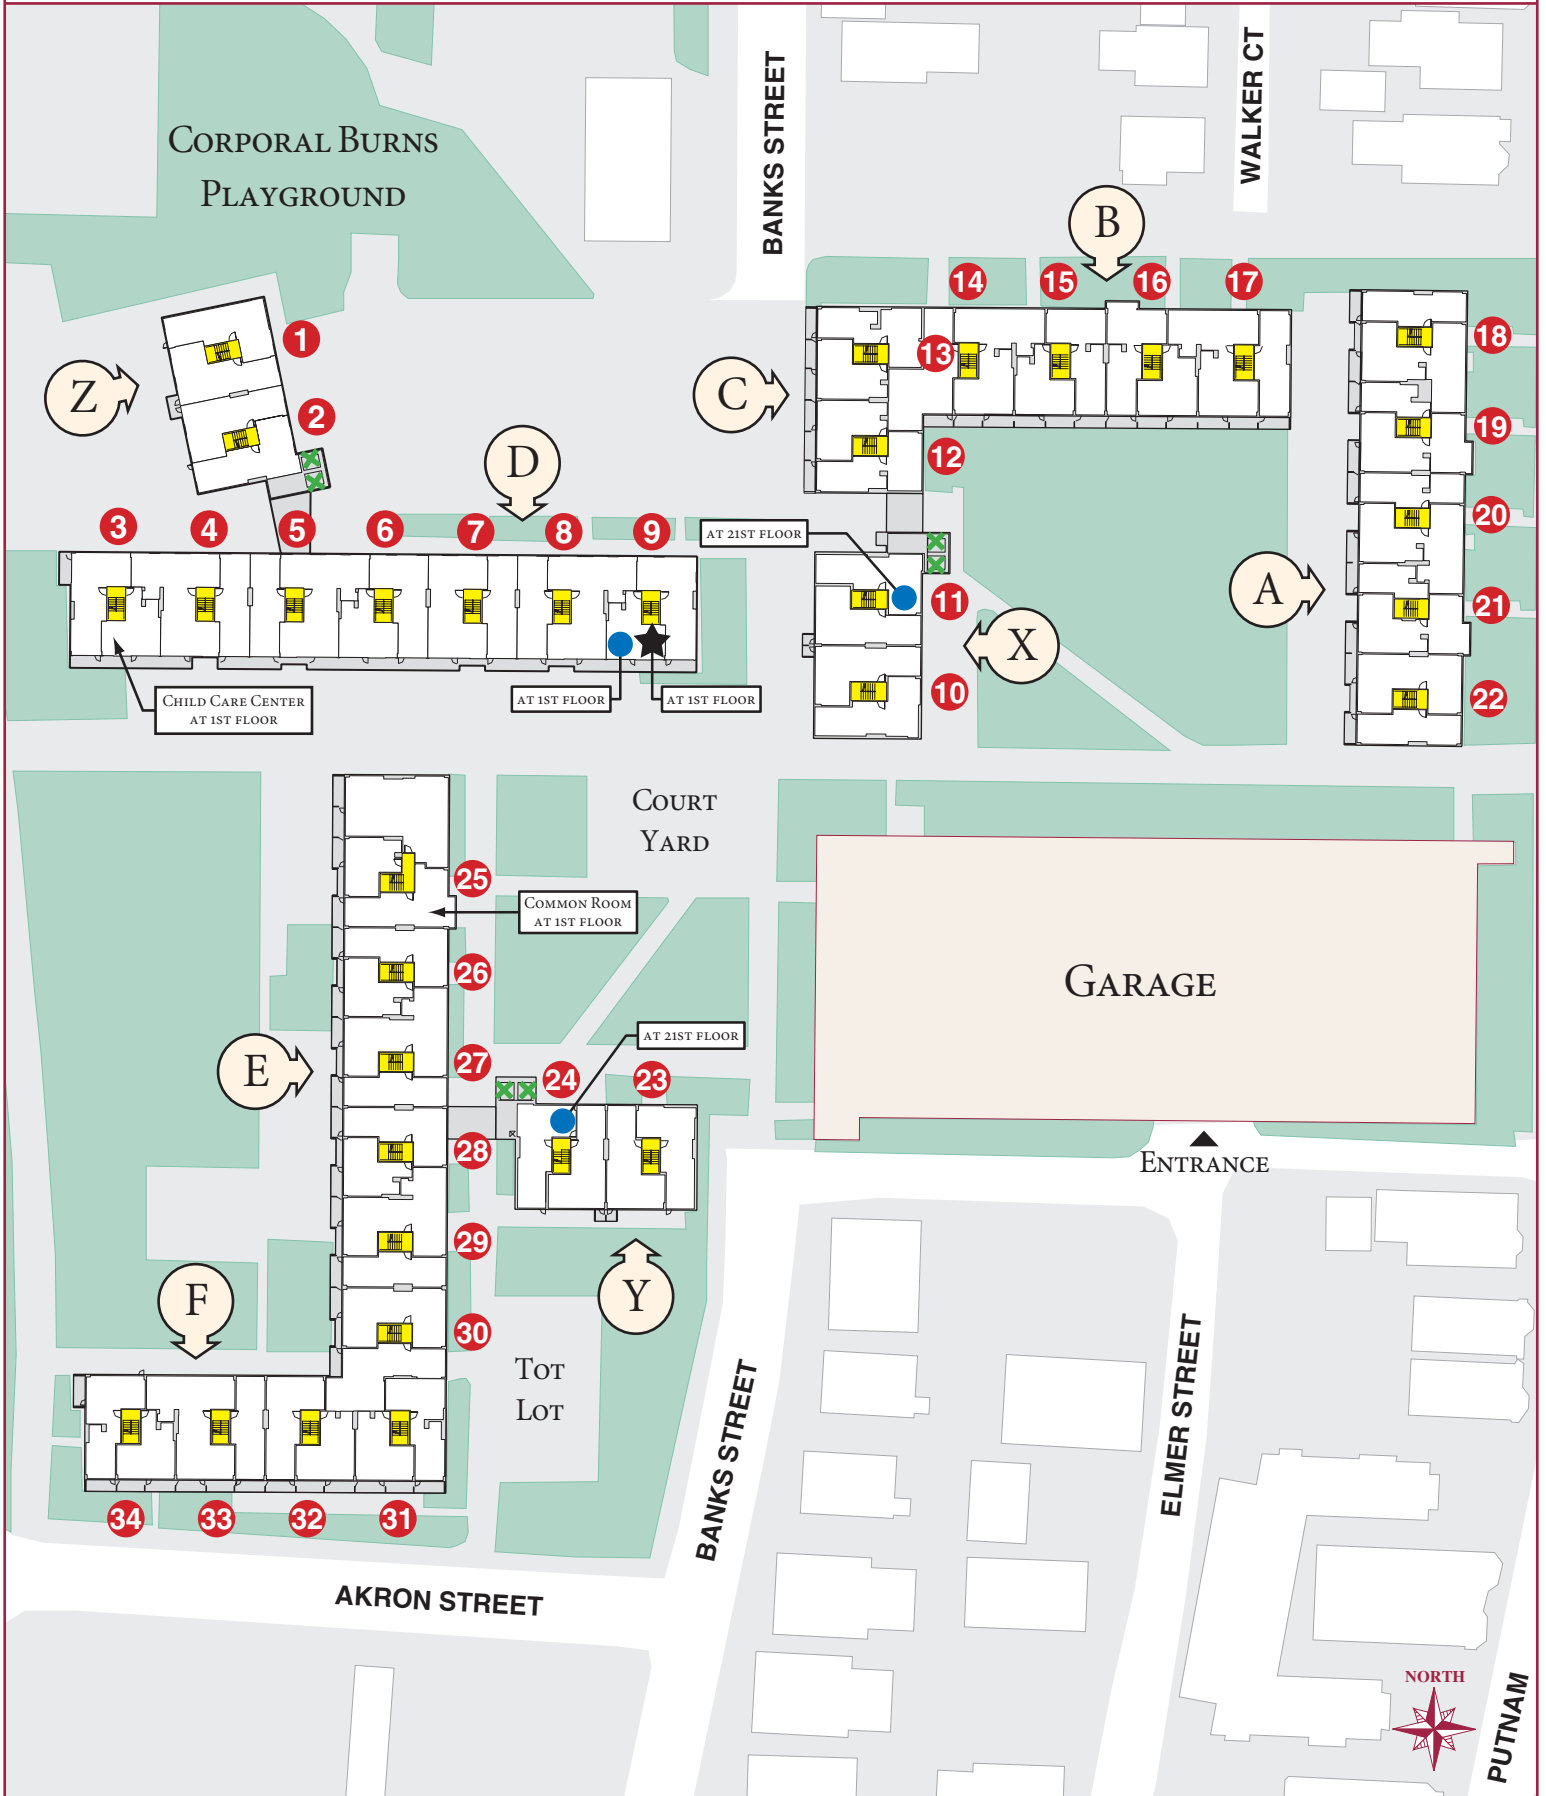 BANKS STREET
WALKER CT
Corporal Burns
Playground
B
14
15
16
17
1
18
Z
C
13
2
19
D
12
3
4
5
6
7
8
9
20
AT 21ST FLOOR
A
11
21
X
10
22
Child Care Center
at 1st floor
AT 1ST FLOOR
AT 1ST FLOOR
Court
Yard
25
Common Room
at 1st floor
26
Garage
E
27
AT 21ST FLOOR
24
23
28
Entrance
29
F
Y
30
Tot
Lot
34
33
32
31
BANKS STREET
ELMER STREET
AKRON STREET
NORTH
PUTNAM